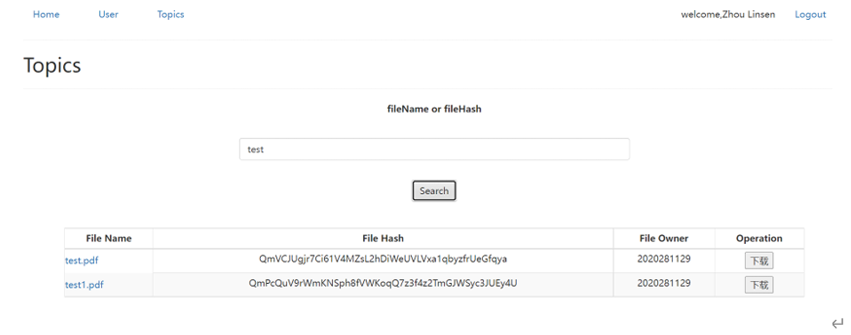 Home User Topics welcome,Zhou Linsen Logout
Topics
fileName or fileHash
test
Search
File Name File Hash File Owner Operation
test.pdf QmVCJUgjr7Ci61V4MZsL2hDiWeUVLVxa1qbyzfrUeGfqya 2020281129 下载
test1.pdf QmPcQuV9rWmKNSph8fVWKoqQ7z3f4z2TmGJWSyc3JUEy4U 2020281129 下载